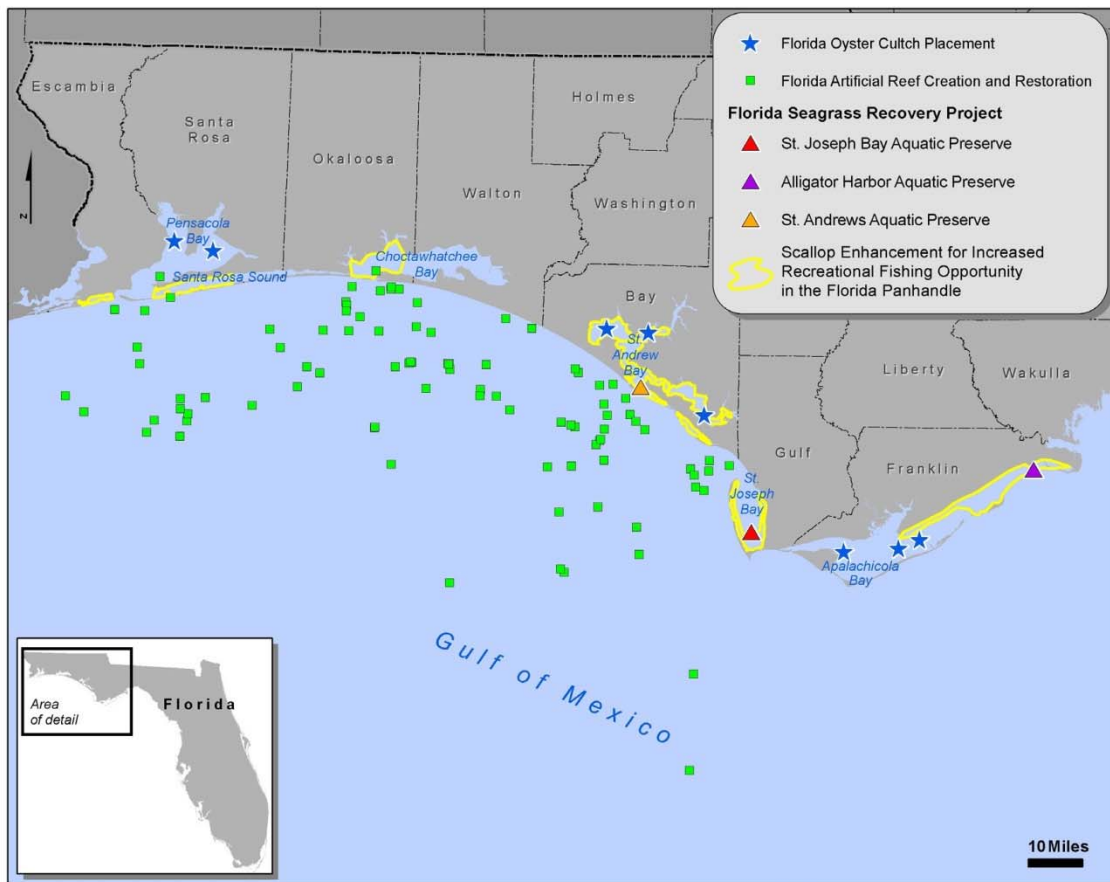 Florida Oyster Cultch Placement
Florida Artificial Reef Creation and Restoration
Florida Seagrass Recovery Project
St. Joseph Bay Aquatic Preserve
Alligator Harbor Aquatic Preserve
St. Andrews Aquatic Preserve
Scallop Enhancement for Increased
Recreational Fishing Opportunity
in the Florida Panhandle
Escambia
Santa
Rosa
Okaloosa
Holmes
Walton
Washington
Bay
Liberty
Wakulla
Gulf
Franklin
N
Pensacola
Bay
Santa Rosa Sound
Choctawhatchee
Bay
St.
Andrew
Bay
St.
Joseph
Bay
Apalachicola
Bay
Gulf of Mexico
Area
of detail
Florida
10 Miles